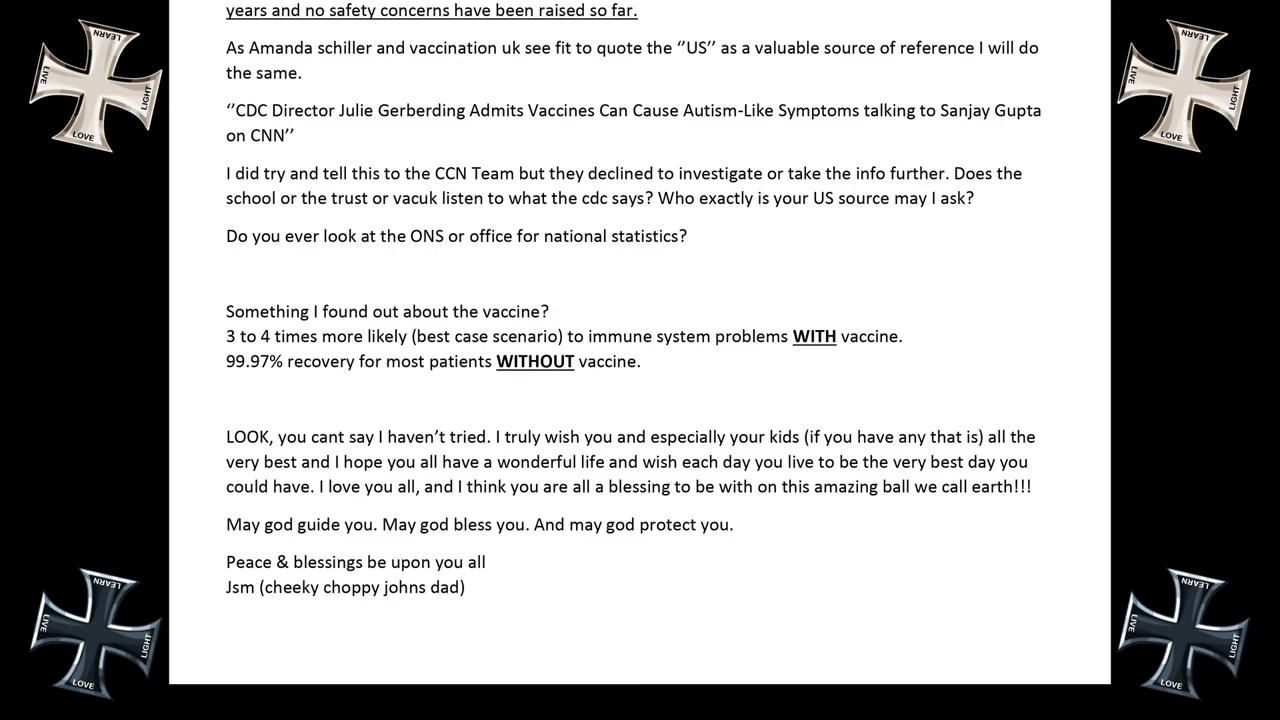 years and no safety concerns have been raised so far.
As Amanda schiller and vaccination uk see fit to quote the ‘’US’’ as a valuable source of reference I will do
the same.
‘’CDC Director Julie Gerberding Admits Vaccines Can Cause Autism-Like Symptoms talking to Sanjay Gupta
on CNN’’
I did try and tell this to the CCN Team but they declined to investigate or take the info further. Does the
school or the trust or vacuk listen to what the cdc says? Who exactly is your US source may I ask?
Do you ever look at the ONS or office for national statistics?
Something I found out about the vaccine?
3 to 4 times more likely (best case scenario) to immune system problems WITH vaccine.
99.97% recovery for most patients WITHOUT vaccine.
LOOK, you cant say I haven’t tried. I truly wish you and especially your kids (if you have any that is) all the
very best and I hope you all have a wonderful life and wish each day you live to be the very best day you
could have. I love you all, and I think you are all a blessing to be with on this amazing ball we call earth!!!
May god guide you. May god bless you. And may god protect you.
Peace & blessings be upon you all
Jsm (cheeky choppy johns dad)
LEARN
LIVE
LIGHT
LOVE
LEARN
LIVE
LIGHT
LOVE
LEARN
LIVE
LIGHT
LOVE
LEARN
LIVE
LIGHT
LOVE